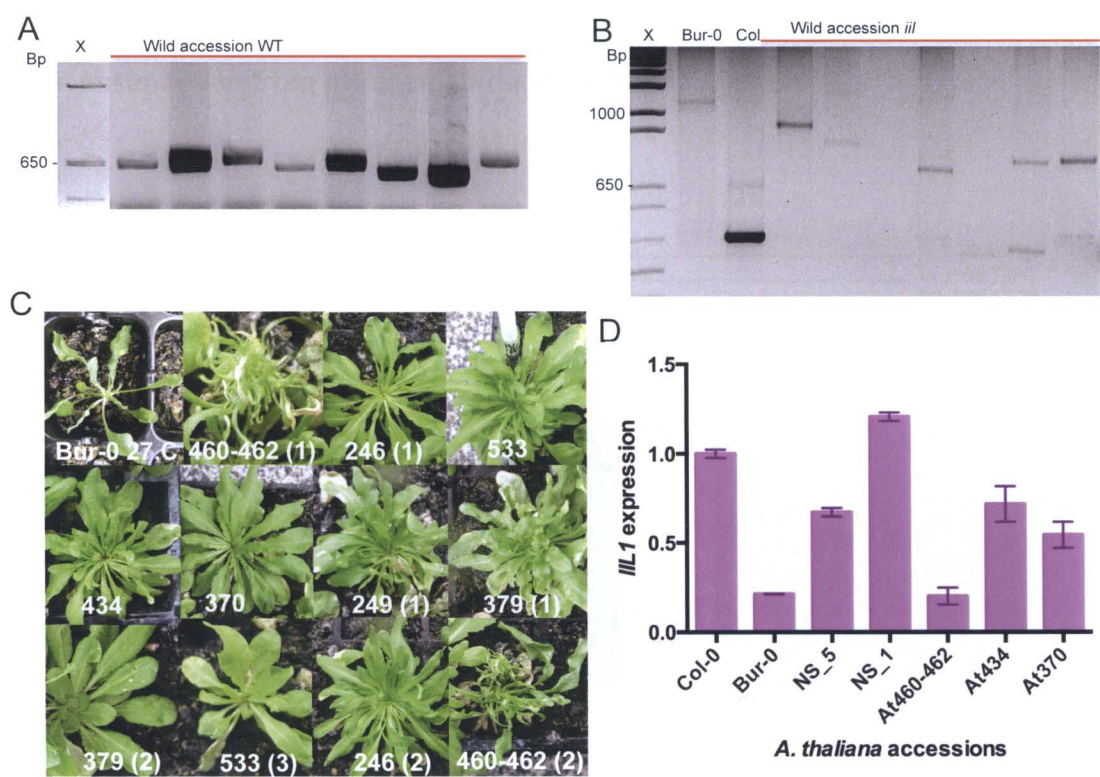 A
X
Wild accession WT
Bp
650 -
B
X Bur-0 Col Wild accession iil
Bp
1000
650 -
C
Bur-0 27.C
460-462 (1)
246 (1)
533
434
370
249 (1)
379 (1)
379 (2)
533 (3)
246 (2)
460-462 (2)
D
1.5
1.0
0.5
0.0
IIL1 expression
Col-0
Bur-0
NS_5
NS_1
At460-462
At434
At370
A. thaliana accessions